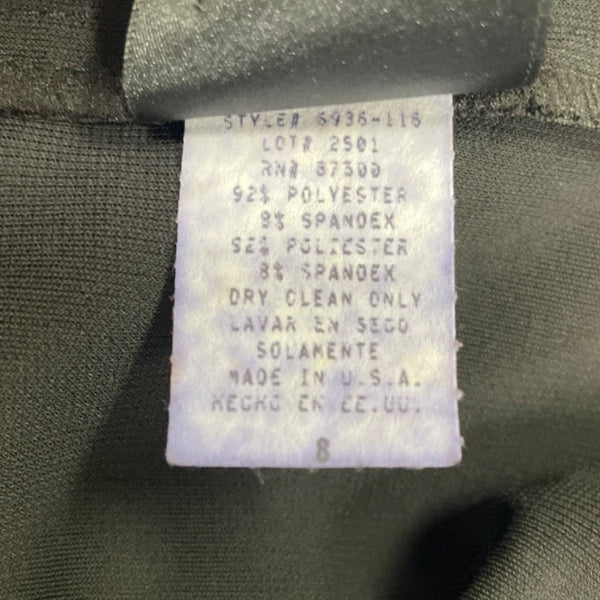 STYLE# 6936-116
LOT# 2501
RN# 87300
92% POLYESTER
8% SPANDEX
92% POLIESTER
8% SPANDEX
DRY CLEAN ONLY
LAVAR EN SECO
SOLAMENTE
MADE IN U.S.A.
HECHO EN EE.UU.
8